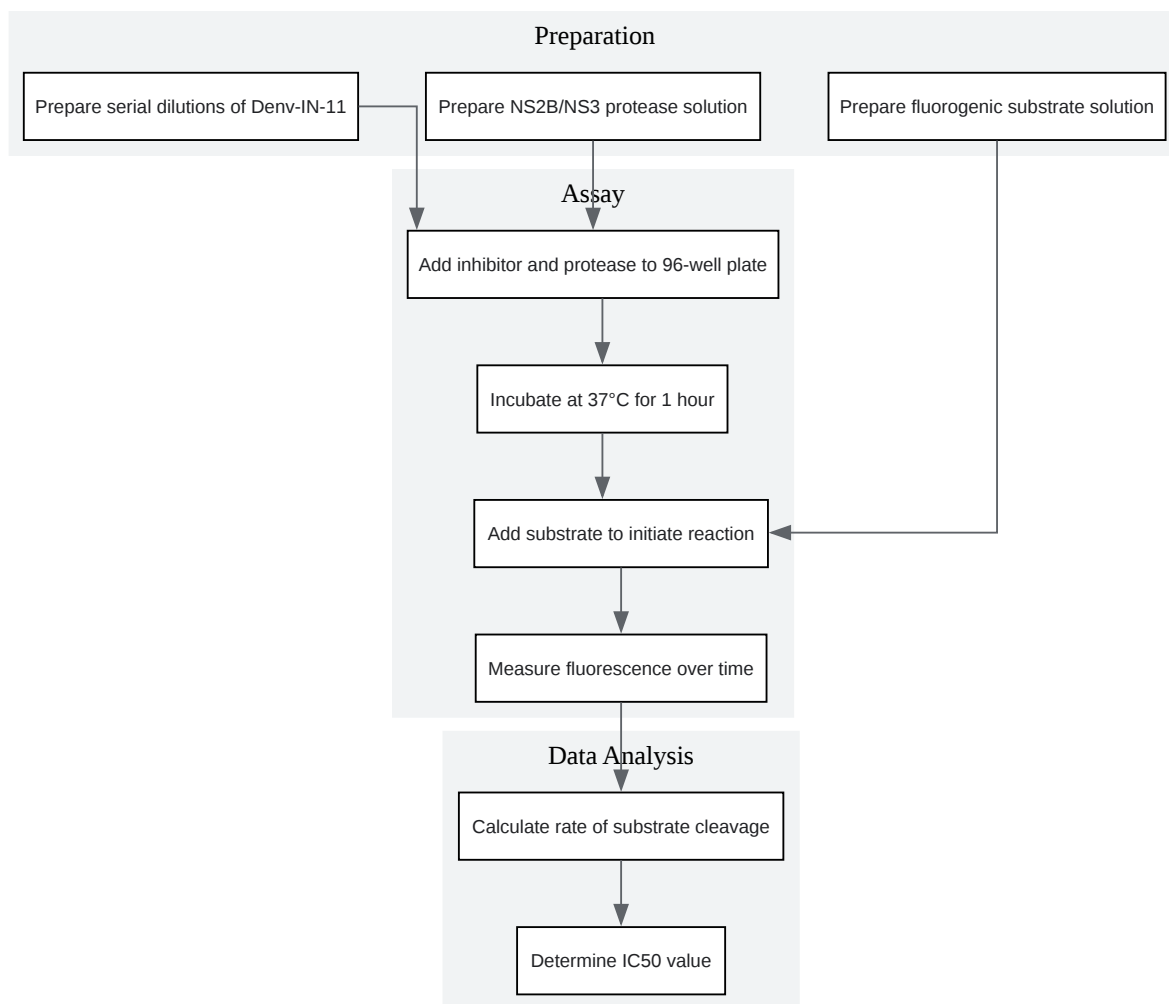 Preparation
Prepare serial dilutions of Denv-IN-11
Prepare NS2B/NS3 protease solution
Prepare fluorogenic substrate solution
Assay
Add inhibitor and protease to 96-well plate
Incubate at 37°C for 1 hour
Add substrate to initiate reaction
Measure fluorescence over time
Data Analysis
Calculate rate of substrate cleavage
Determine IC50 value